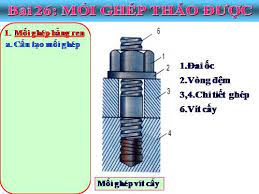 Bài 26: MỐI GHÉP THÁO ĐƯỢC
1. Mối ghép bằng ren
a. Cấu tạo mối ghép
6
1
2
3
4
1.Đai ốc
2.Vòng đệm
3,4.Chi tiết ghép
6.Vít cấy
Mối ghép vít cấy